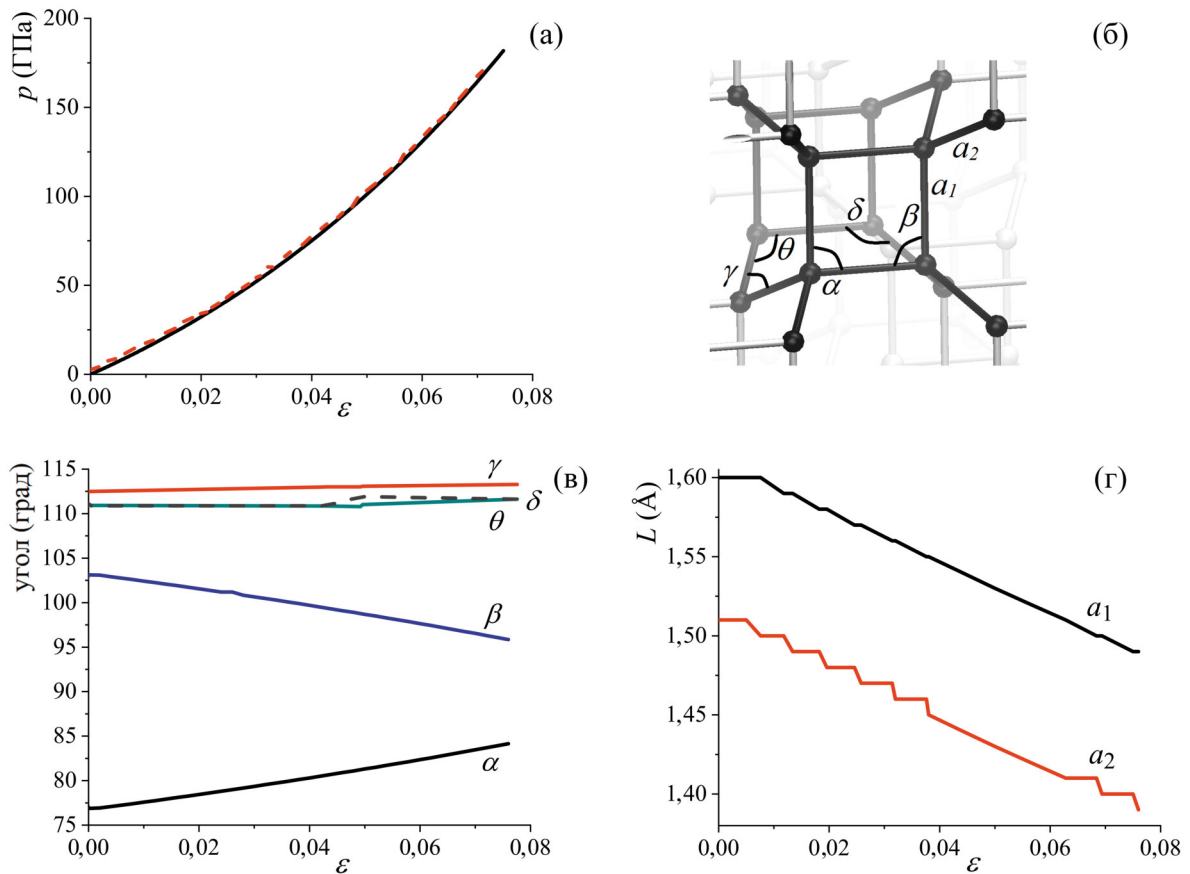 (а)
p (ГПа)
200
150
100
50
0
0,00 0,02 0,04 0,06 0,08
ε
(б)
a2
a1
δ
β
θ
γ
α
(в)
угол (град)
115
110
105
100
95
90
85
80
75
γ
δ
θ
β
α
0,00 0,02 0,04 0,06 0,08
ε
(г)
L (Å)
1,60
1,55
1,50
1,45
1,40
a1
a2
0,00 0,02 0,04 0,06 0,08
ε